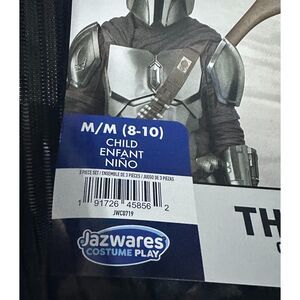 M/M (8-10)
CHILD
ENFANT
NIÑO
3 PIECE SET / ENSEMBLE DE 3 PIÈCES / JUEGO DE 3 PIEZAS
1 91726 45856 2
JWC0719
TH
Jazwares
COSTUME PLAY